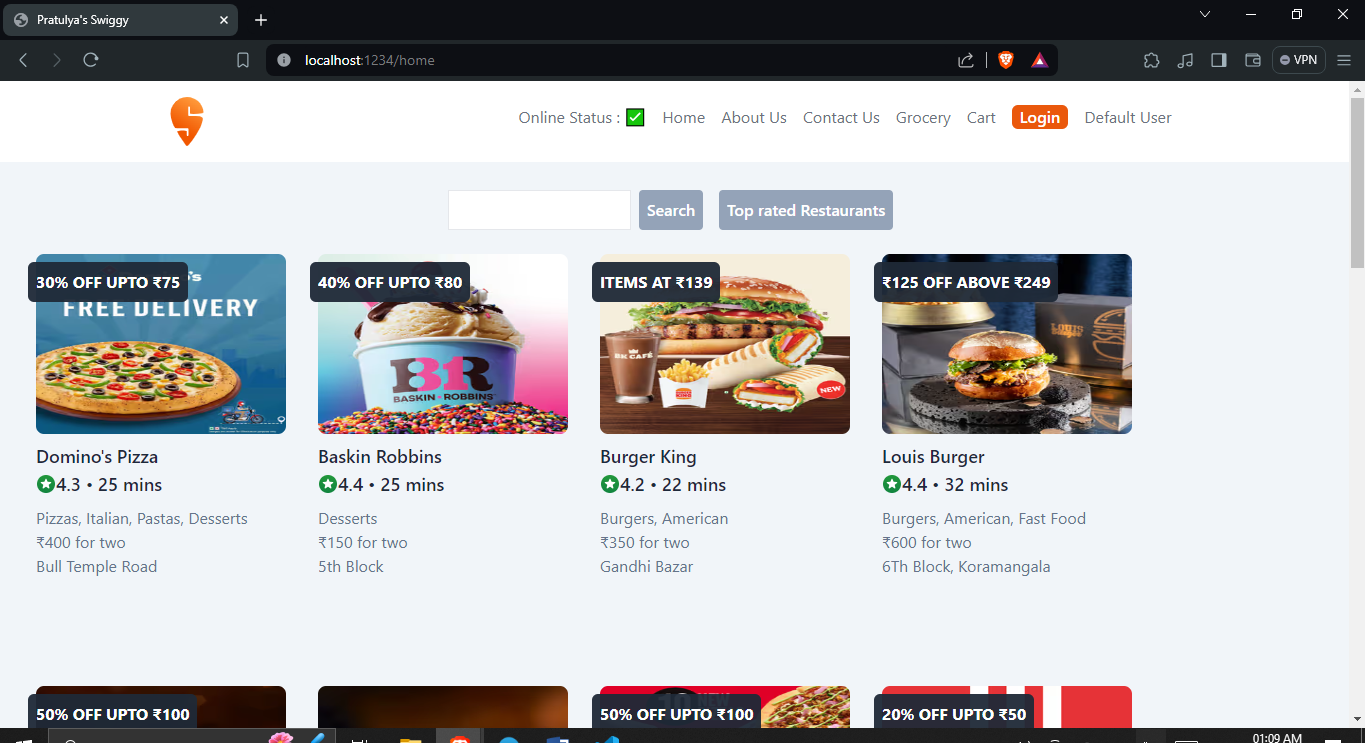 Pratulya's Swiggy
localhost:1234/home
VPN
Online Status : ✅ Home About Us Contact Us Grocery Cart Login Default User
Search Top rated Restaurants
30% OFF UPTO ₹75
FREE DELIVERY
40% OFF UPTO ₹80
BR
BASKIN ROBBINS
ITEMS AT ₹139
BK CAFÉ
NEW
₹125 OFF ABOVE ₹249
LOUIS
Domino's Pizza
4.3 • 25 mins
Pizzas, Italian, Pastas, Desserts
₹400 for two
Bull Temple Road
Baskin Robbins
4.4 • 25 mins
Desserts
₹150 for two
5th Block
Burger King
4.2 • 22 mins
Burgers, American
₹350 for two
Gandhi Bazar
Louis Burger
4.4 • 32 mins
Burgers, American, Fast Food
₹600 for two
6Th Block, Koramangala
50% OFF UPTO ₹100
50% OFF UPTO ₹100
NEW
20% OFF UPTO ₹50
01:09 AM